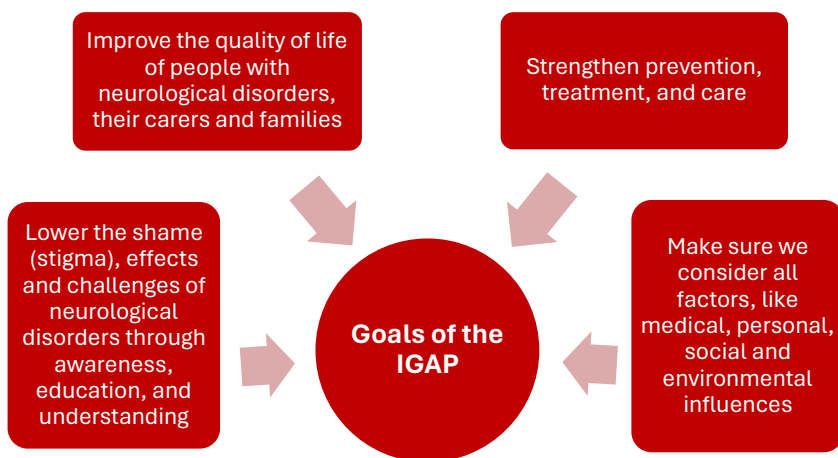 Improve the quality of life
of people with
neurological disorders,
their carers and families
Strengthen prevention,
treatment, and care
Lower the shame
(stigma), effects
and challenges of
neurological
disorders through
awareness,
education, and
understanding
Goals of the
IGAP
Make sure we
consider all
factors, like
medical, personal,
social and
environmental
influences